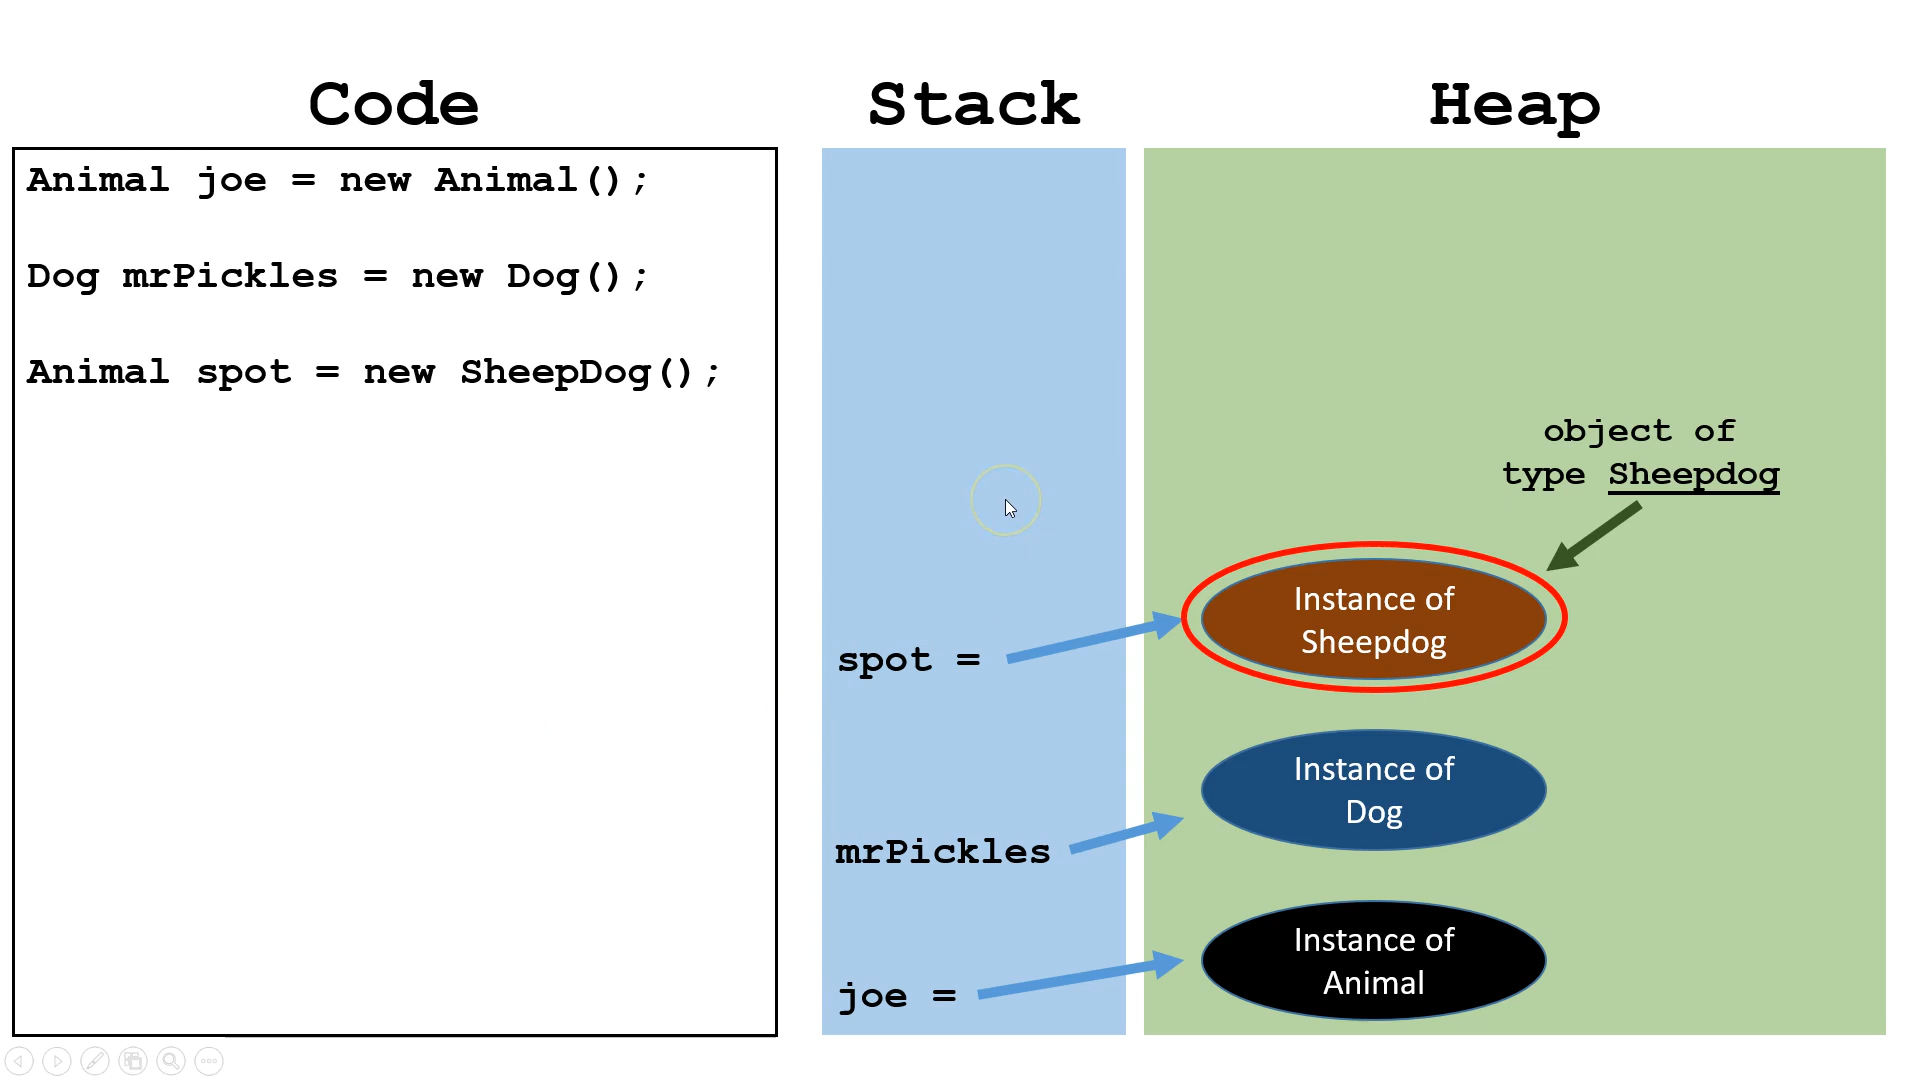 Code
Stack
Heap
Animal joe = new Animal();
Dog mrPickles = new Dog();
Animal spot = new SheepDog();
spot =
mrPickles
joe =
object of
type Sheepdog
Instance of
Sheepdog
Instance of
Dog
Instance of
Animal